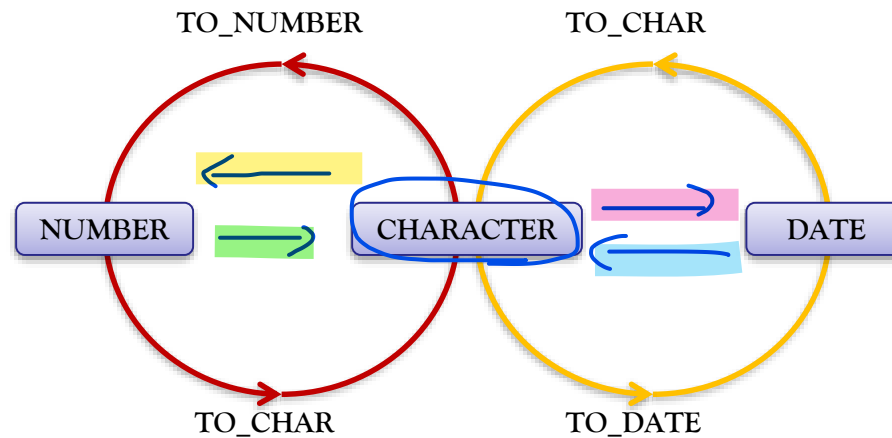 TO_NUMBER TO_CHAR
NUMBER CHARACTER DATE
TO_CHAR TO_DATE